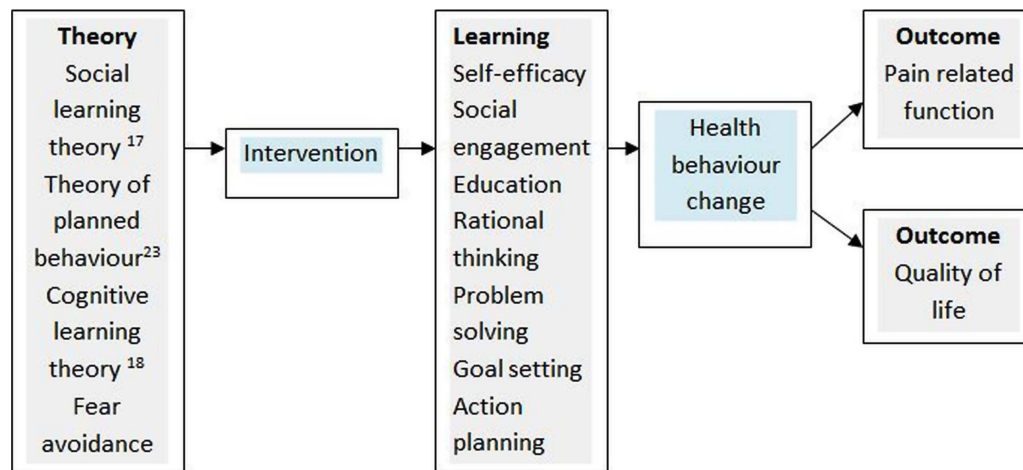 Theory
Social
learning
theory 17
Theory of
planned
behaviour23
Cognitive
learning
theory 18
Fear
avoidance
Intervention
Learning
Self-efficacy
Social
engagement
Education
Rational
thinking
Problem
solving
Goal setting
Action
planning
Health
behaviour
change
Outcome
Pain related
function
Outcome
Quality of
life